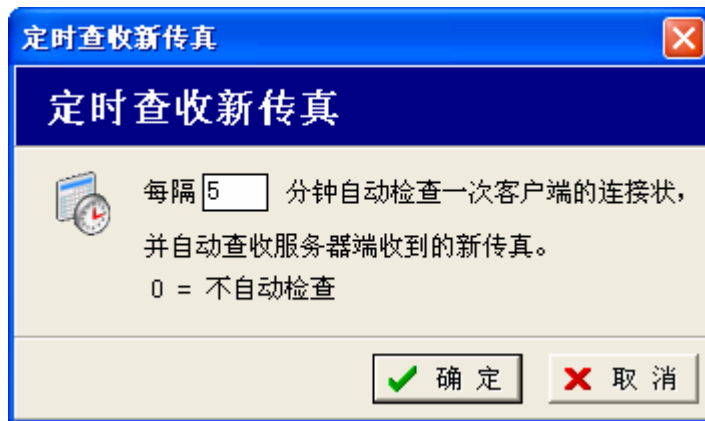 定时查收新传真
定时查收新传真
每隔 5 分钟自动检查一次客户端的连接状，
并自动查收服务器端收到的新传真。
0 = 不自动检查
确 定 取 消